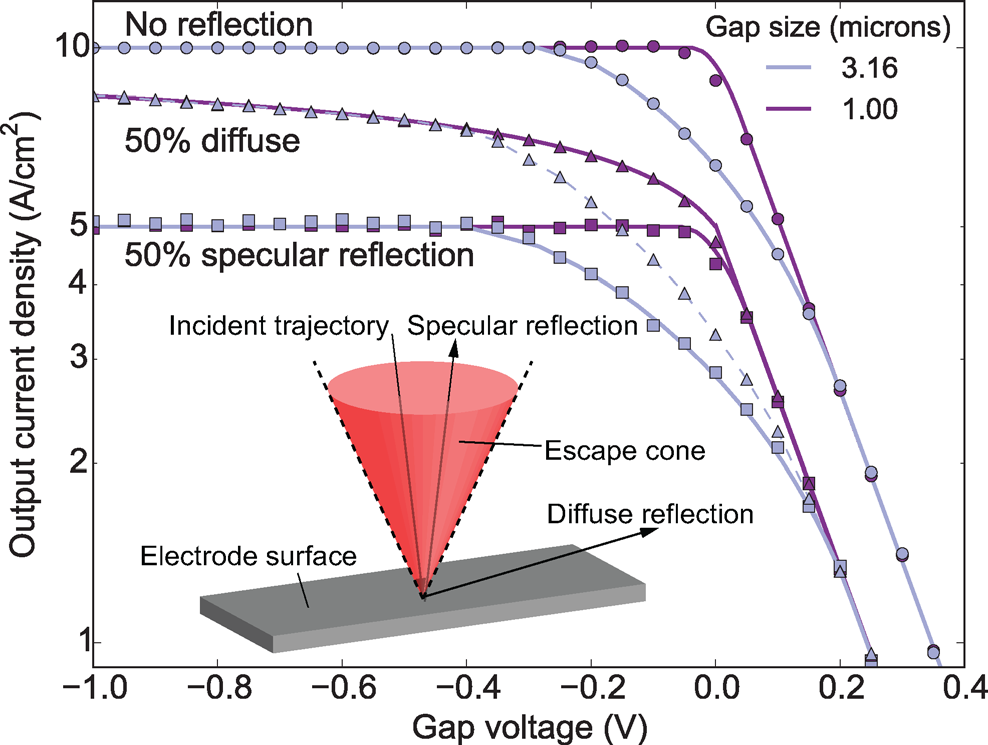 No reflection
Gap size (microns)
3.16
1.00
50% diffuse
50% specular reflection
Incident trajectory
Specular reflection
Escape cone
Diffuse reflection
Electrode surface
Output current density (A/cm²)
10
5
4
3
2
1
−1.0 −0.8 −0.6 −0.4 −0.2 0.0 0.2 0.4
Gap voltage (V)